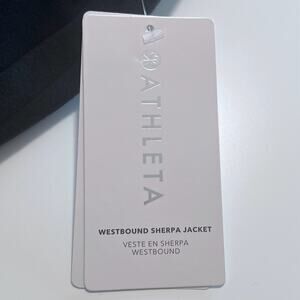 ATHLETA
WESTBOUND SHERPA JACKET
VESTE EN SHERPA
WESTBOUND